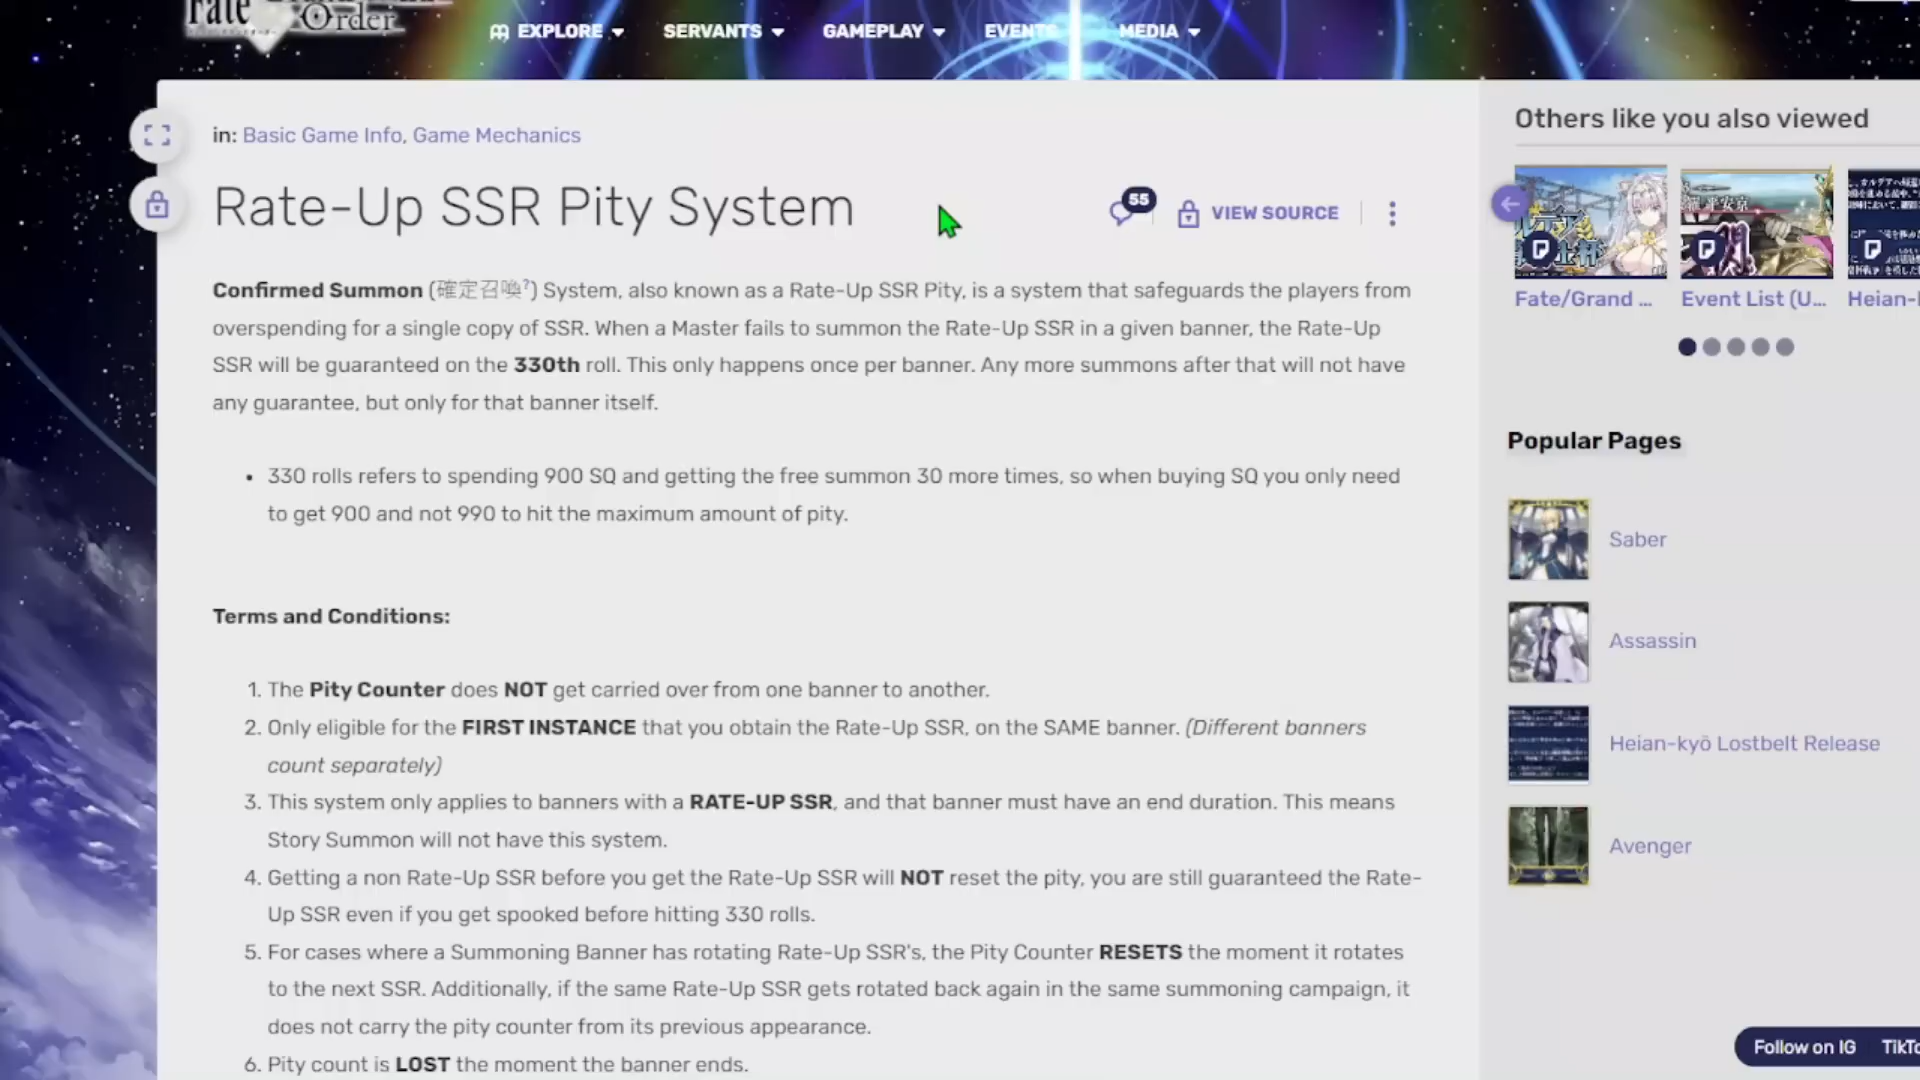 Fate
Order
EXPLORE
SERVANTS
GAMEPLAY
EVENTS
MEDIA
in: Basic Game Info, Game Mechanics
Rate-Up SSR Pity System
55
VIEW SOURCE
Confirmed Summon (確定召喚?) System, also known as a Rate-Up SSR Pity, is a system that safeguards the players from
overspending for a single copy of SSR. When a Master fails to summon the Rate-Up SSR in a given banner, the Rate-Up
SSR will be guaranteed on the 330th roll. This only happens once per banner. Any more summons after that will not have
any guarantee, but only for that banner itself.
• 330 rolls refers to spending 900 SQ and getting the free summon 30 more times, so when buying SQ you only need
to get 900 and not 990 to hit the maximum amount of pity.
Terms and Conditions:
1. The Pity Counter does NOT get carried over from one banner to another.
2. Only eligible for the FIRST INSTANCE that you obtain the Rate-Up SSR, on the SAME banner. (Different banners
count separately)
3. This system only applies to banners with a RATE-UP SSR, and that banner must have an end duration. This means
Story Summon will not have this system.
4. Getting a non Rate-Up SSR before you get the Rate-Up SSR will NOT reset the pity, you are still guaranteed the Rate-
Up SSR even if you get spooked before hitting 330 rolls.
5. For cases where a Summoning Banner has rotating Rate-Up SSR's, the Pity Counter RESETS the moment it rotates
to the next SSR. Additionally, if the same Rate-Up SSR gets rotated back again in the same summoning campaign, it
does not carry the pity counter from its previous appearance.
6. Pity count is LOST the moment the banner ends.
Others like you also viewed
Fate/Grand ...
Event List (U...
Heian-
Popular Pages
Saber
Assassin
Heian-kyō Lostbelt Release
Avenger
Follow on IG
TikTo